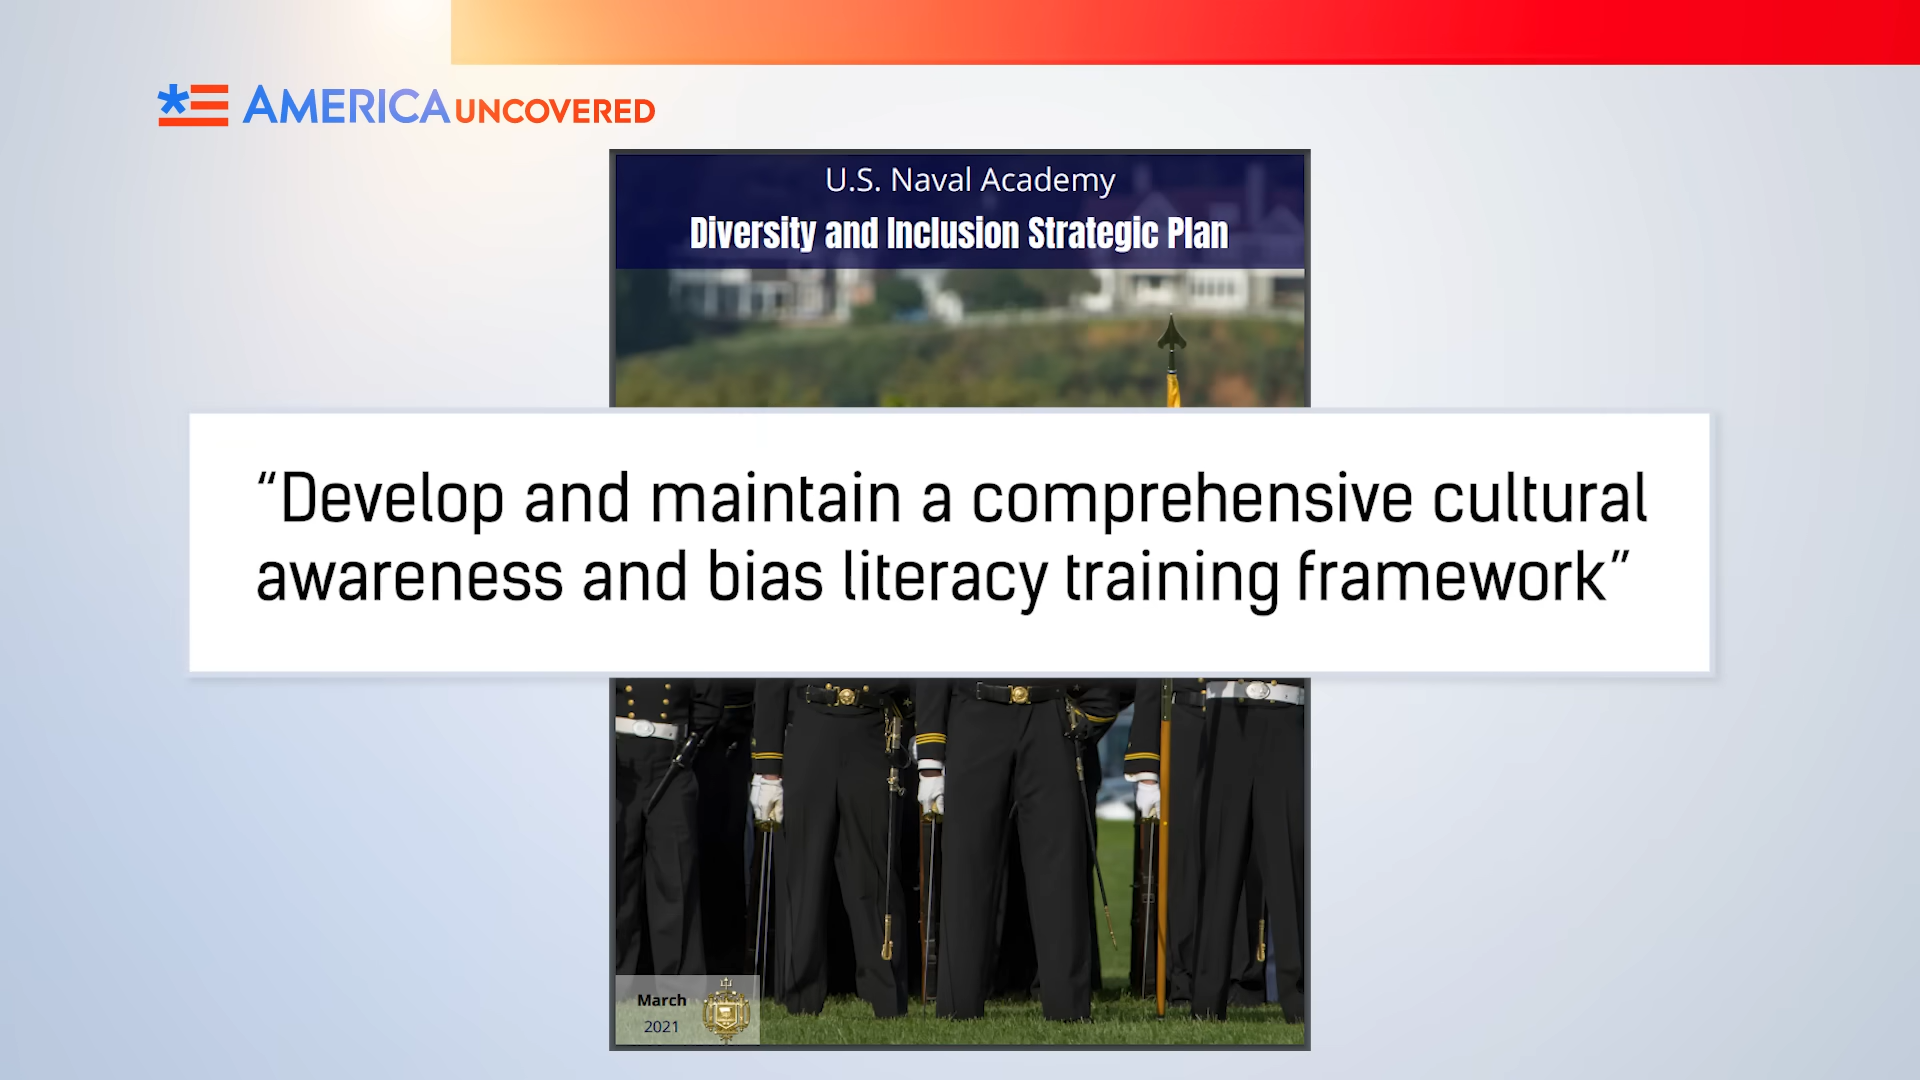 AMERICA UNCOVERED
U.S. Naval Academy
Diversity and Inclusion Strategic Plan
“Develop and maintain a comprehensive cultural
awareness and bias literacy training framework”
March
2021